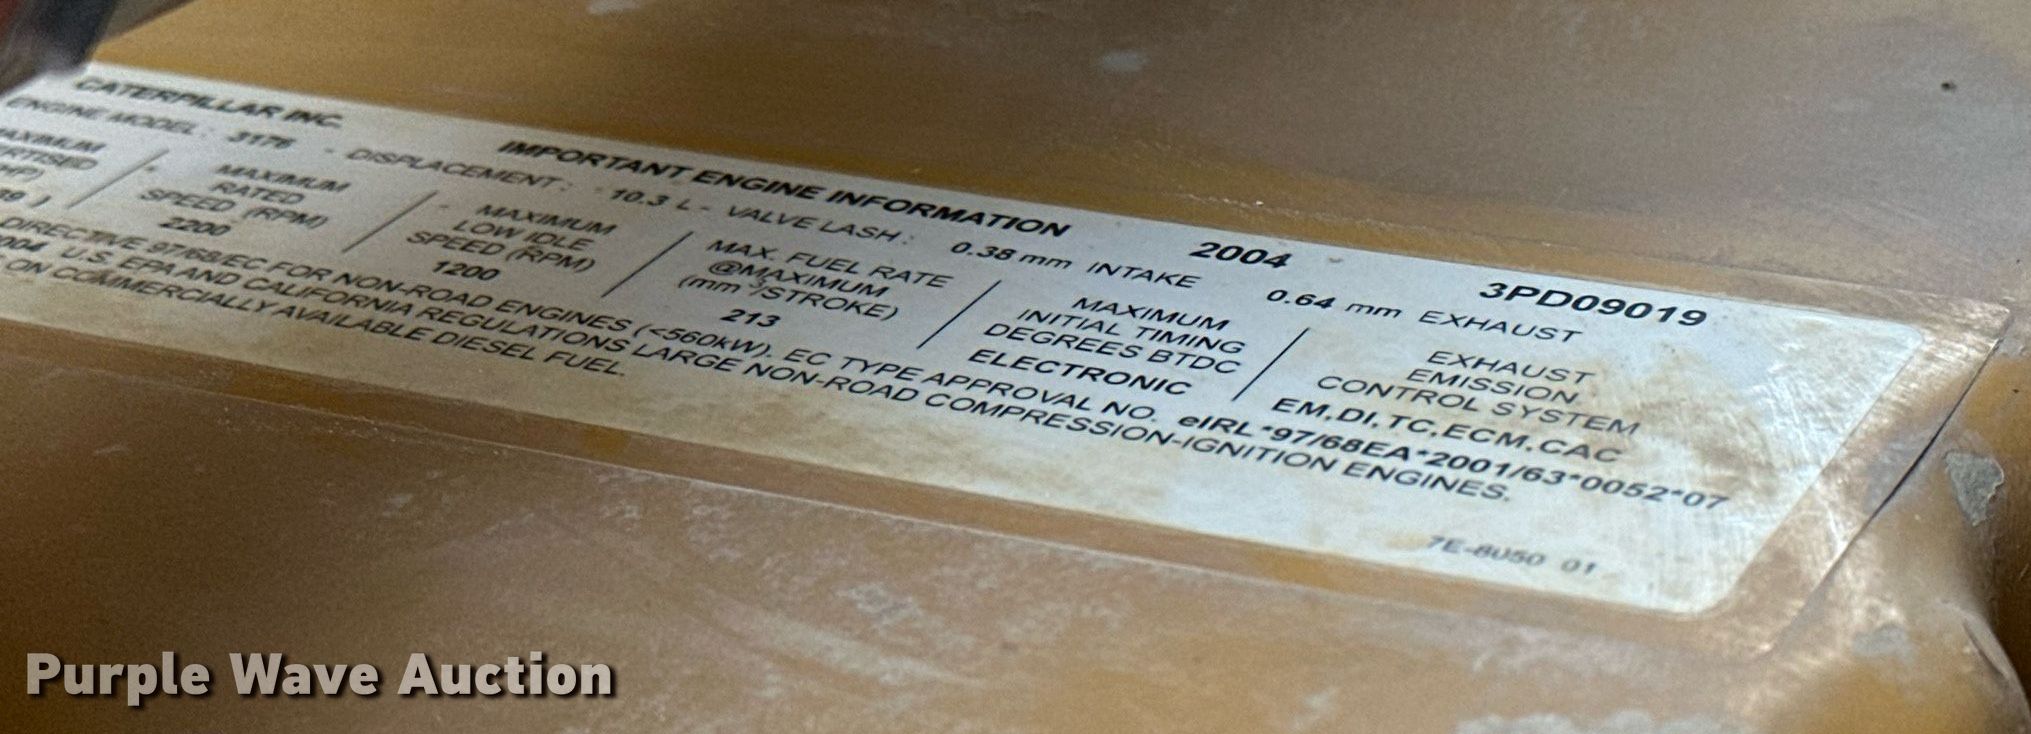 CATERPILLAR INC. IMPORTANT ENGINE INFORMATION 2004 3PD09019
ENGINE MODEL: 3176 - DISPLACEMENT: 10.3 L - VALVE LASH: 0.38 mm INTAKE 0.64 mm EXHAUST
MAXIMUM / MAXIMUM / MAXIMUM / MAX. FUEL RATE / MAXIMUM / EXHAUST
RATED LOW IDLE @MAXIMUM INITIAL TIMING EMISSION
SPEED (RPM) SPEED (RPM) (mm³/STROKE) DEGREES BTDC CONTROL SYSTEM
2200 1200 213 ELECTRONIC EM,DI,TC,ECM,CAC
DIRECTIVE 97/68/EC FOR NON-ROAD ENGINES (<560kW). EC TYPE APPROVAL NO. eIRL*97/68EA*2001/63*0052*07
2004 U.S. EPA AND CALIFORNIA REGULATIONS LARGE NON-ROAD COMPRESSION-IGNITION ENGINES.
ON COMMERCIALLY AVAILABLE DIESEL FUEL.
7E-8050 01
Purple Wave Auction